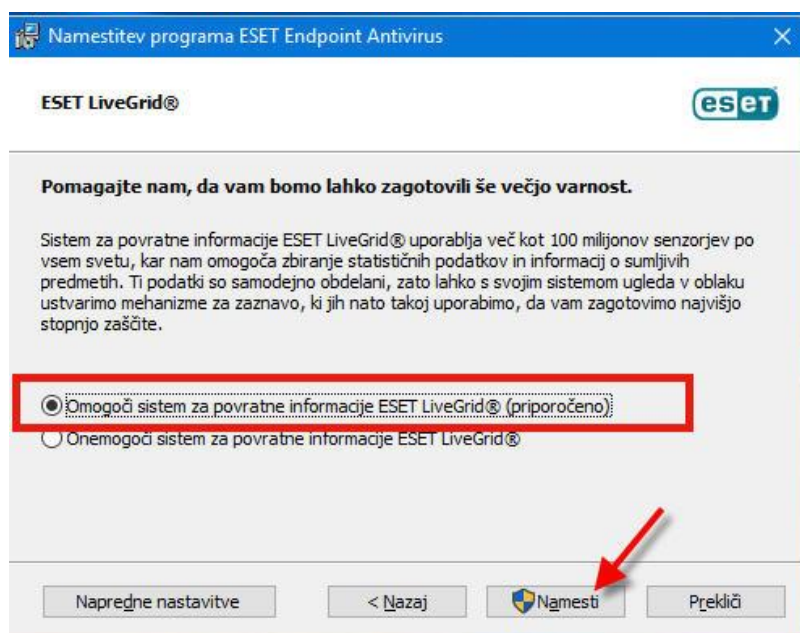 Namestitev programa ESET Endpoint Antivirus
ESET LiveGrid®
eseT
Pomagajte nam, da vam bomo lahko zagotovili še večjo varnost.
Sistem za povratne informacije ESET LiveGrid® uporablja več kot 100 milijonov senzorjev po
vsem svetu, kar nam omogoča zbiranje statističnih podatkov in informacij o sumljivih
predmetih. Ti podatki so samodejno obdelani, zato lahko s svojim sistemom ugleda v oblaku
ustvarimo mehanizme za zaznavo, ki jih nato takoj uporabimo, da vam zagotovimo najvišjo
stopnjo zaščite.
Omogoči sistem za povratne informacije ESET LiveGrid® (priporočeno)
Onemogoči sistem za povratne informacije ESET LiveGrid®
Napredne nastavitve
< Nazaj
Namesti
Prekliči